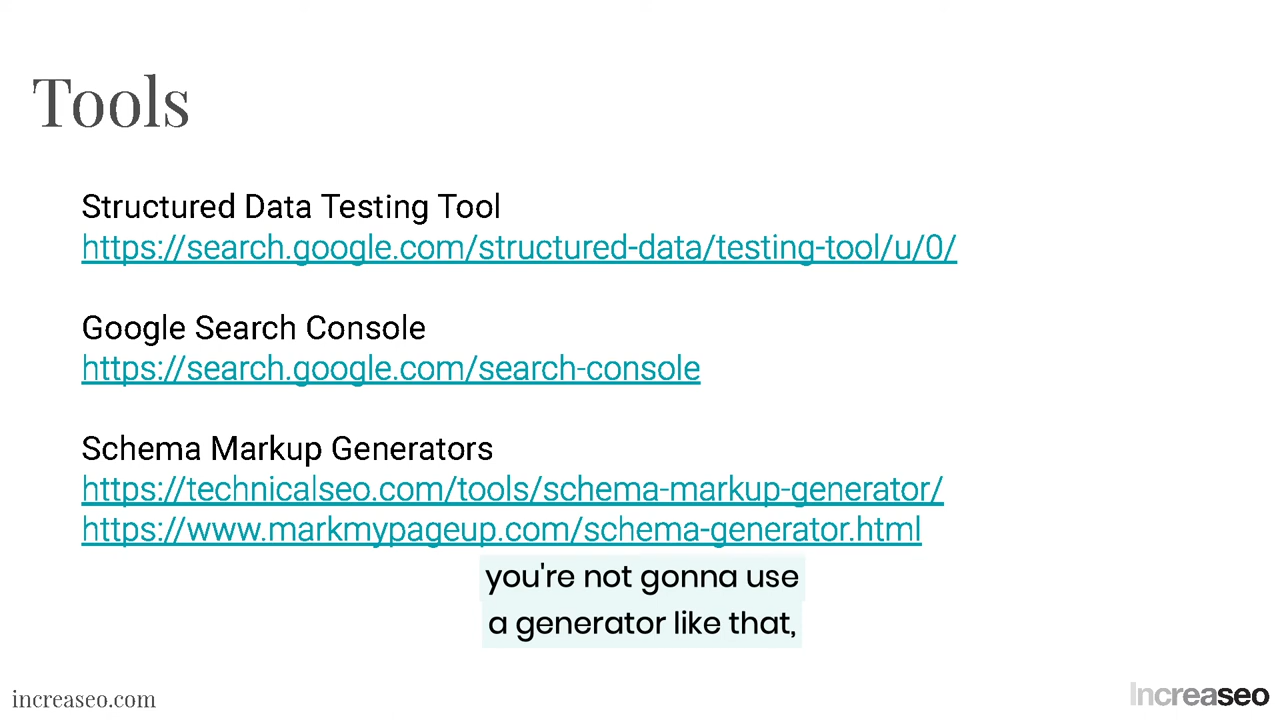 Tools
Structured Data Testing Tool
https://search.google.com/structured-data/testing-tool/u/0/
Google Search Console
https://search.google.com/search-console
Schema Markup Generators
https://technicalseo.com/tools/schema-markup-generator/
https://www.markmypageup.com/schema-generator.html
you're not gonna use
a generator like that,
increaseo.com
Increaseo